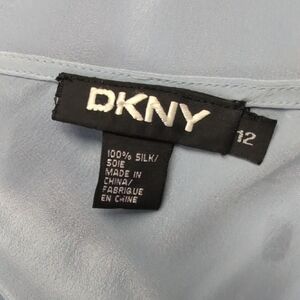 DKNY
12
100% SILK/
SOIE
MADE IN
CHINA/
FABRIQUE
EN CHINE